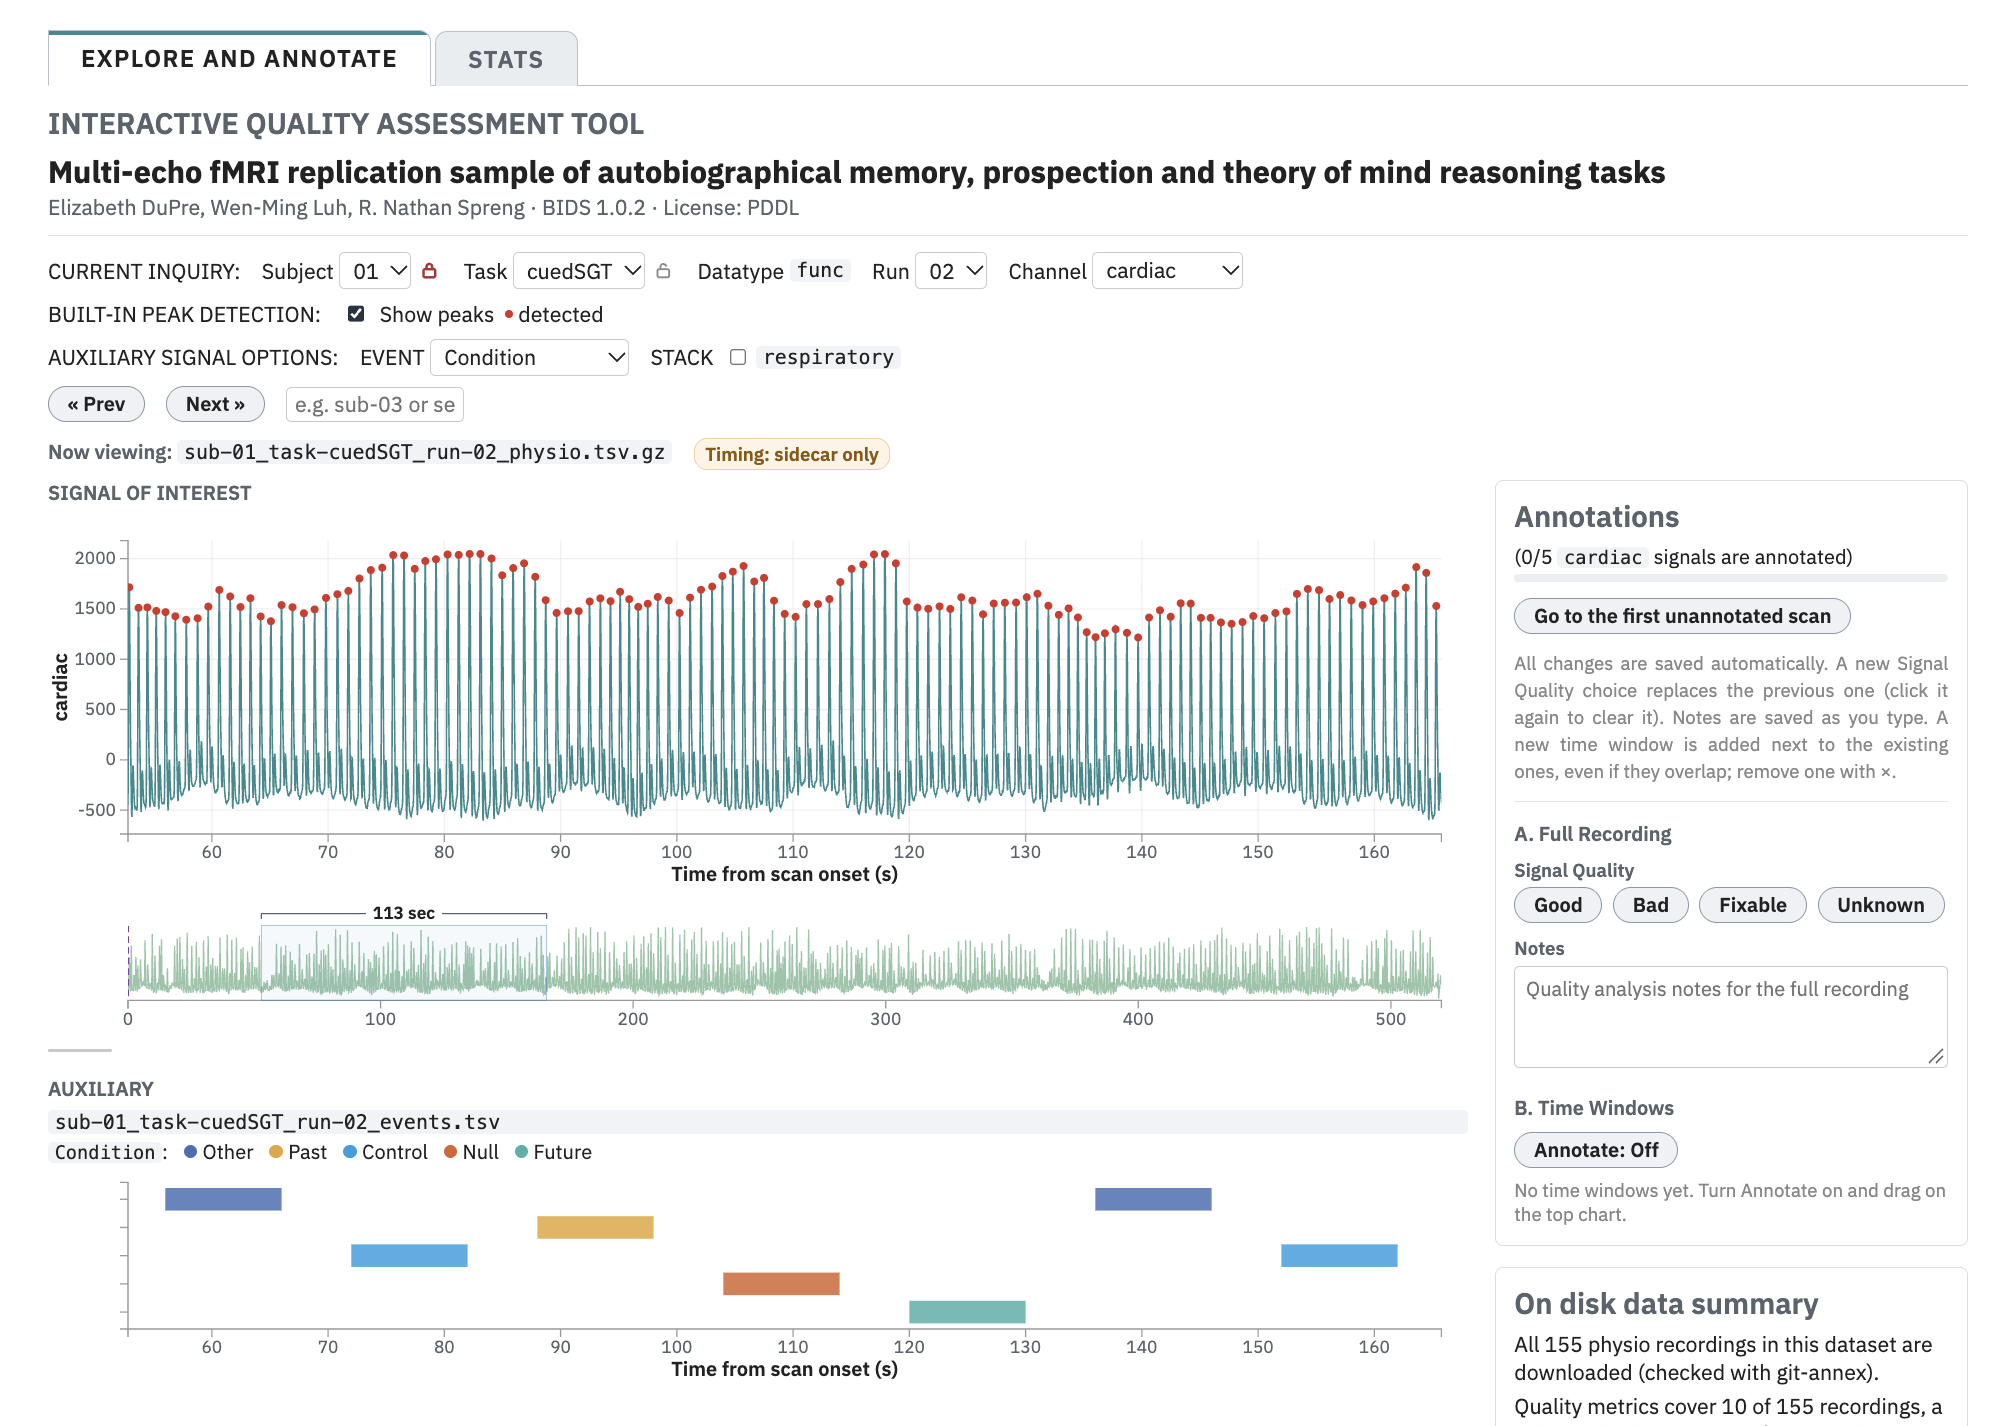 EXPLORE AND ANNOTATE
STATS
INTERACTIVE QUALITY ASSESSMENT TOOL
Multi-echo fMRI replication sample of autobiographical memory, prospection and theory of mind reasoning tasks
Elizabeth DuPre, Wen-Ming Luh, R. Nathan Spreng · BIDS 1.0.2 · License: PDDL
CURRENT INQUIRY: Subject 01 Task cuedSGT Datatype func Run 02 Channel cardiac
BUILT-IN PEAK DETECTION: Show peaks detected
AUXILIARY SIGNAL OPTIONS: EVENT Condition STACK respiratory
« Prev Next » e.g. sub-03 or se
Now viewing: sub-01_task-cuedSGT_run-02_physio.tsv.gz Timing: sidecar only
SIGNAL OF INTEREST
2000
1500
1000
500
0
-500
cardiac
60 70 80 90 100 110 120 130 140 150 160
Time from scan onset (s)
113 sec
0 100 200 300 400 500
AUXILIARY
sub-01_task-cuedSGT_run-02_events.tsv
Condition: Other Past Control Null Future
60 70 80 90 100 110 120 130 140 150 160
Time from scan onset (s)
Annotations
(0/5 cardiac signals are annotated)
Go to the first unannotated scan
All changes are saved automatically. A new Signal
Quality choice replaces the previous one (click it
again to clear it). Notes are saved as you type. A
new time window is added next to the existing
ones, even if they overlap; remove one with ×.
A. Full Recording
Signal Quality
Good Bad Fixable Unknown
Notes
Quality analysis notes for the full recording
B. Time Windows
Annotate: Off
No time windows yet. Turn Annotate on and drag on
the top chart.
On disk data summary
All 155 physio recordings in this dataset are
downloaded (checked with git-annex).
Quality metrics cover 10 of 155 recordings, a